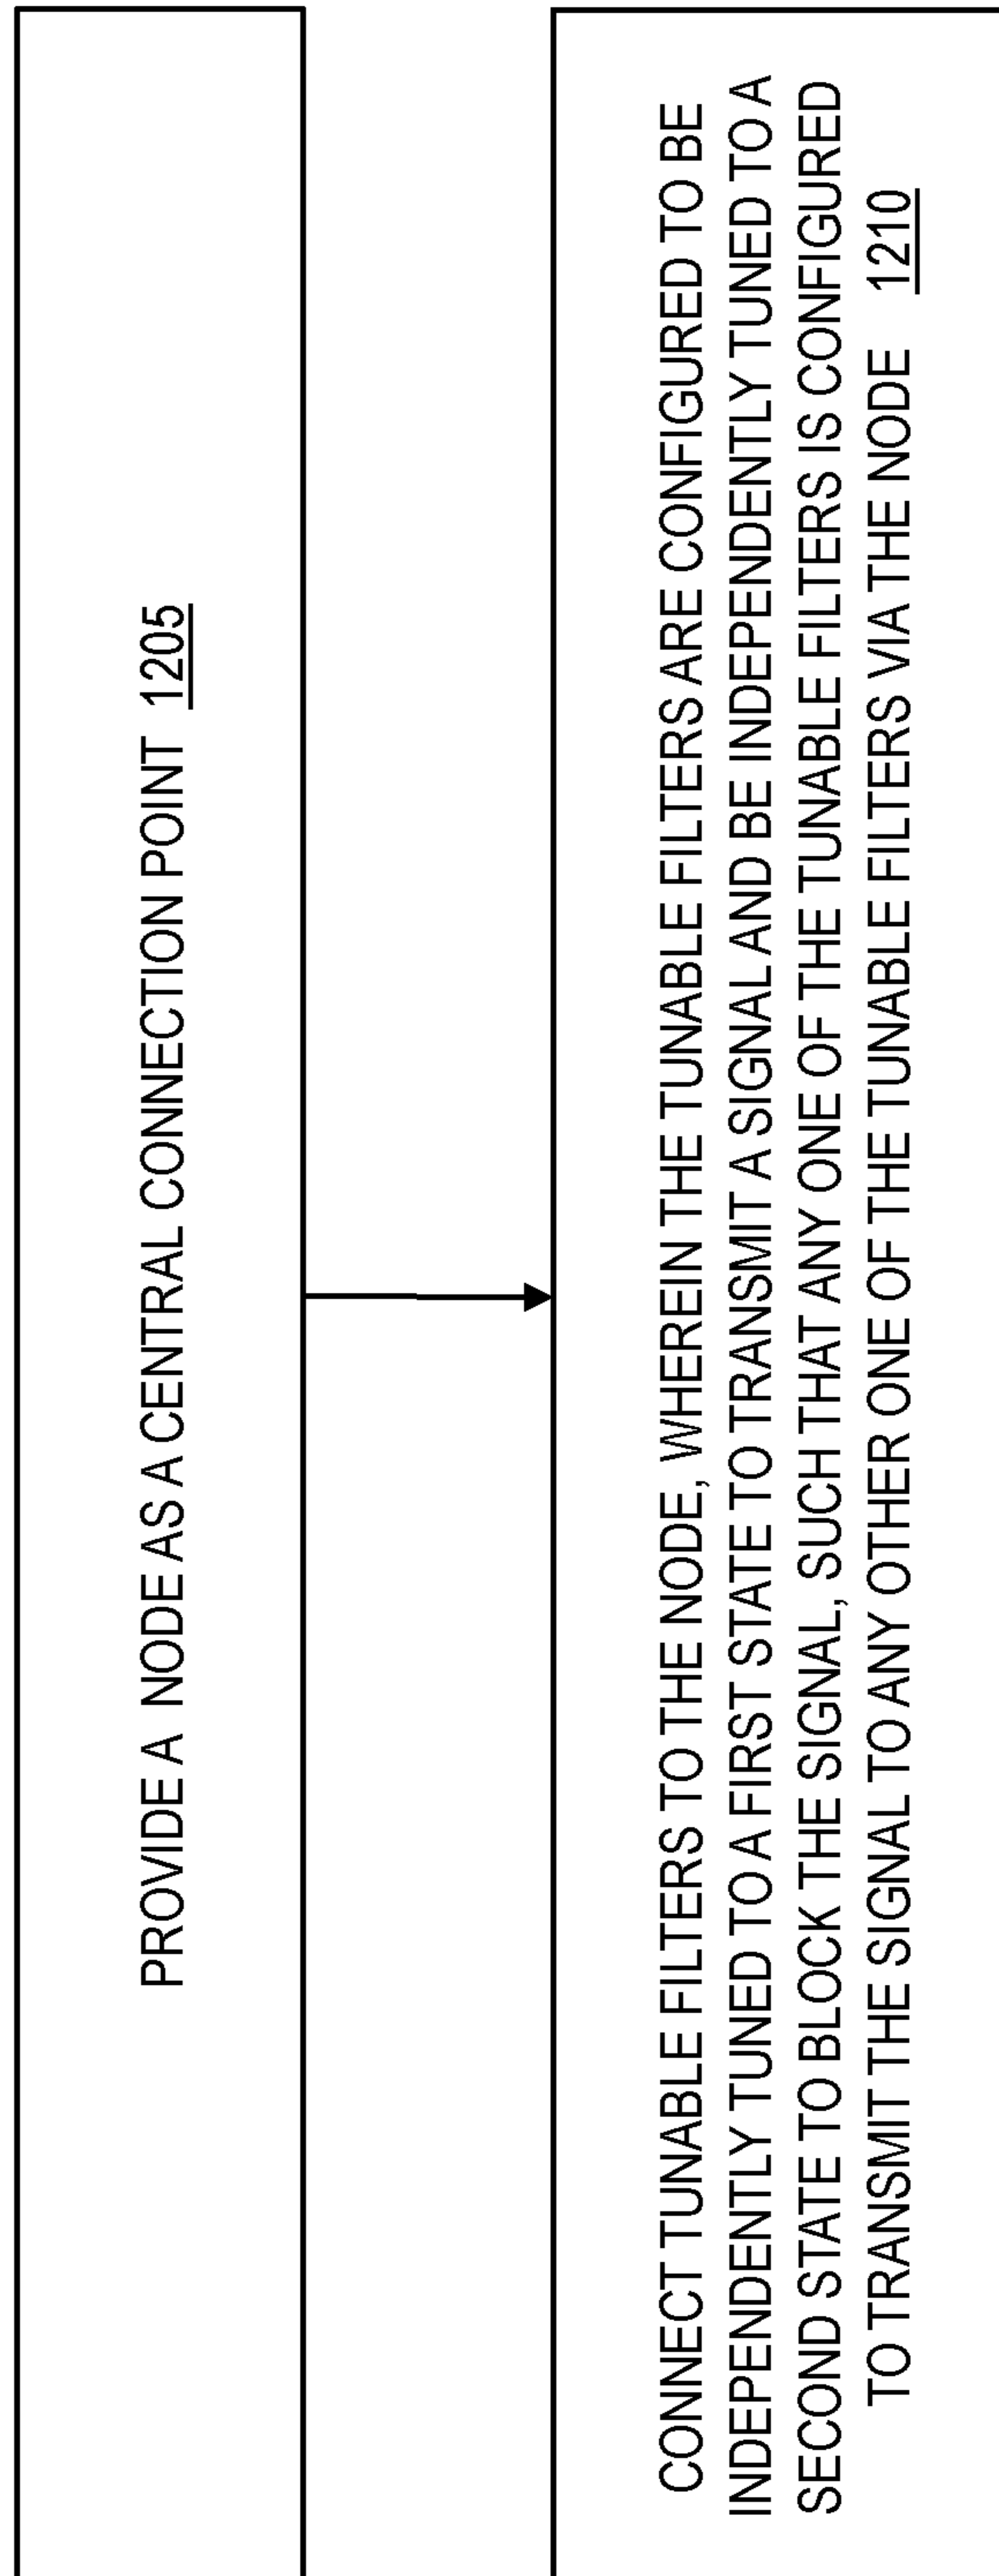 PROVIDE A NODE AS A CENTRAL CONNECTION POINT 1205
CONNECT TUNABLE FILTERS TO THE NODE, WHEREIN THE TUNABLE FILTERS ARE CONFIGURED TO BE
INDEPENDENTLY TUNED TO A FIRST STATE TO TRANSMIT A SIGNAL AND BE INDEPENDENTLY TUNED TO A
SECOND STATE TO BLOCK THE SIGNAL, SUCH THAT ANY ONE OF THE TUNABLE FILTERS IS CONFIGURED
TO TRANSMIT THE SIGNAL TO ANY OTHER ONE OF THE TUNABLE FILTERS VIA THE NODE 1210